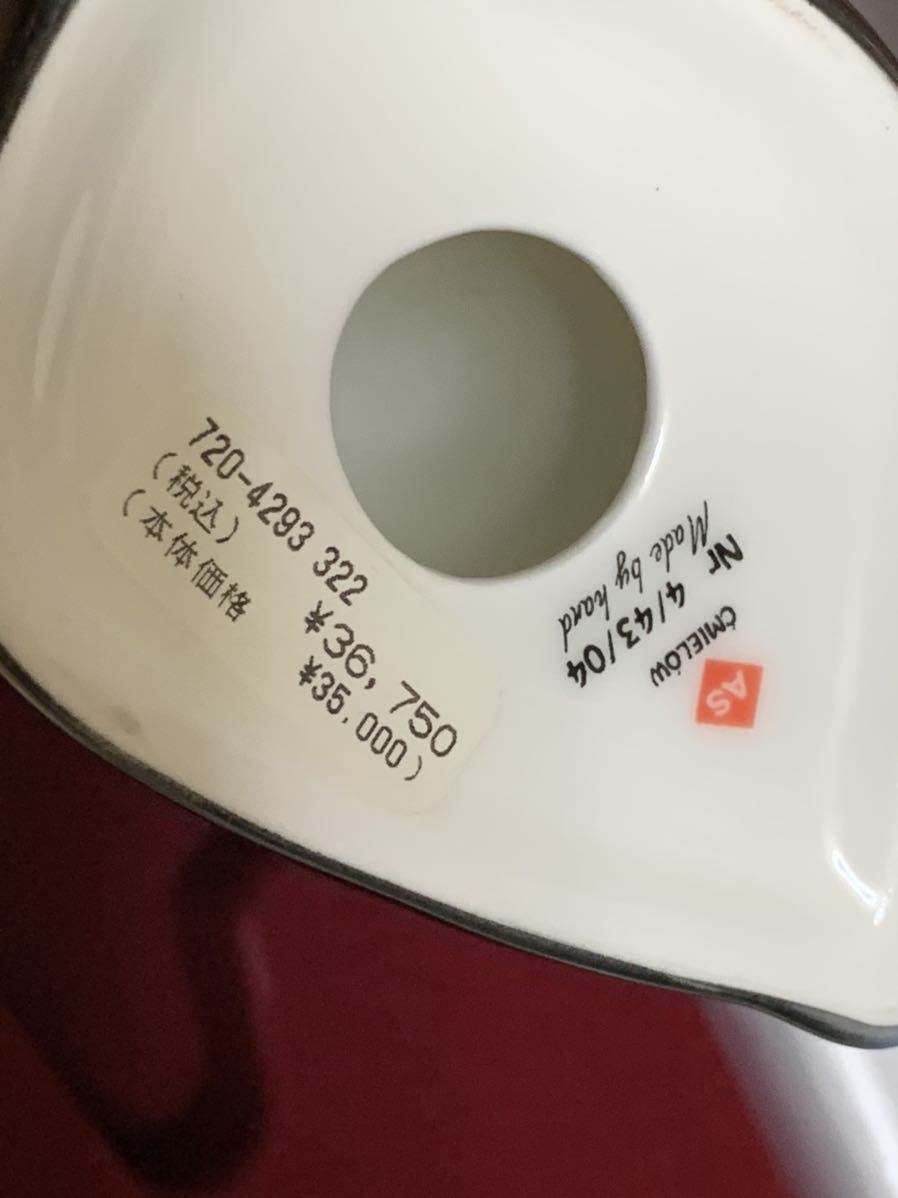 720-4293 322
(税込) *36,750
(本体価格 *35,000)
AS
ĆMIELÓW
Nr 4/43/04
Made by hand